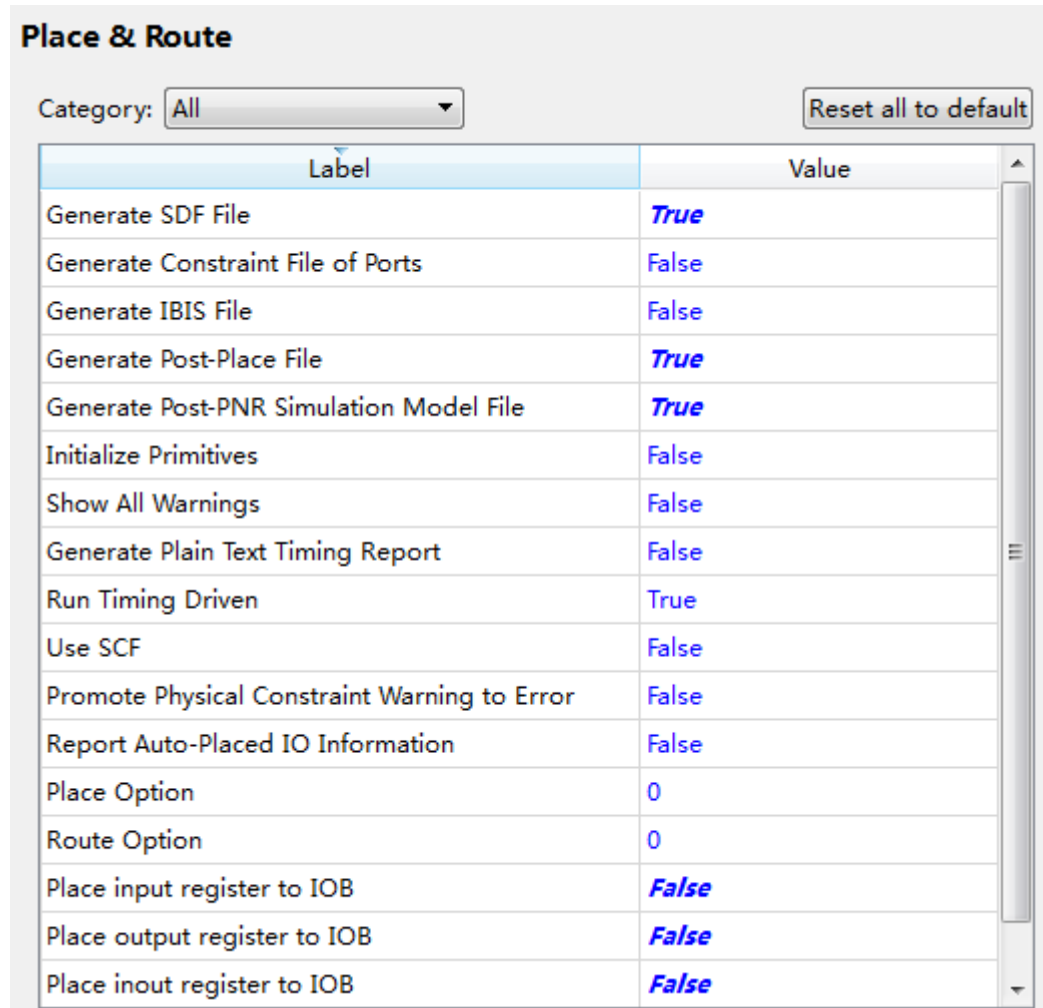 Place & Route
Category: All Reset all to default
Label Value
Generate SDF File True
Generate Constraint File of Ports False
Generate IBIS File False
Generate Post-Place File True
Generate Post-PNR Simulation Model File True
Initialize Primitives False
Show All Warnings False
Generate Plain Text Timing Report False
Run Timing Driven True
Use SCF False
Promote Physical Constraint Warning to Error False
Report Auto-Placed IO Information False
Place Option 0
Route Option 0
Place input register to IOB False
Place output register to IOB False
Place inout register to IOB False